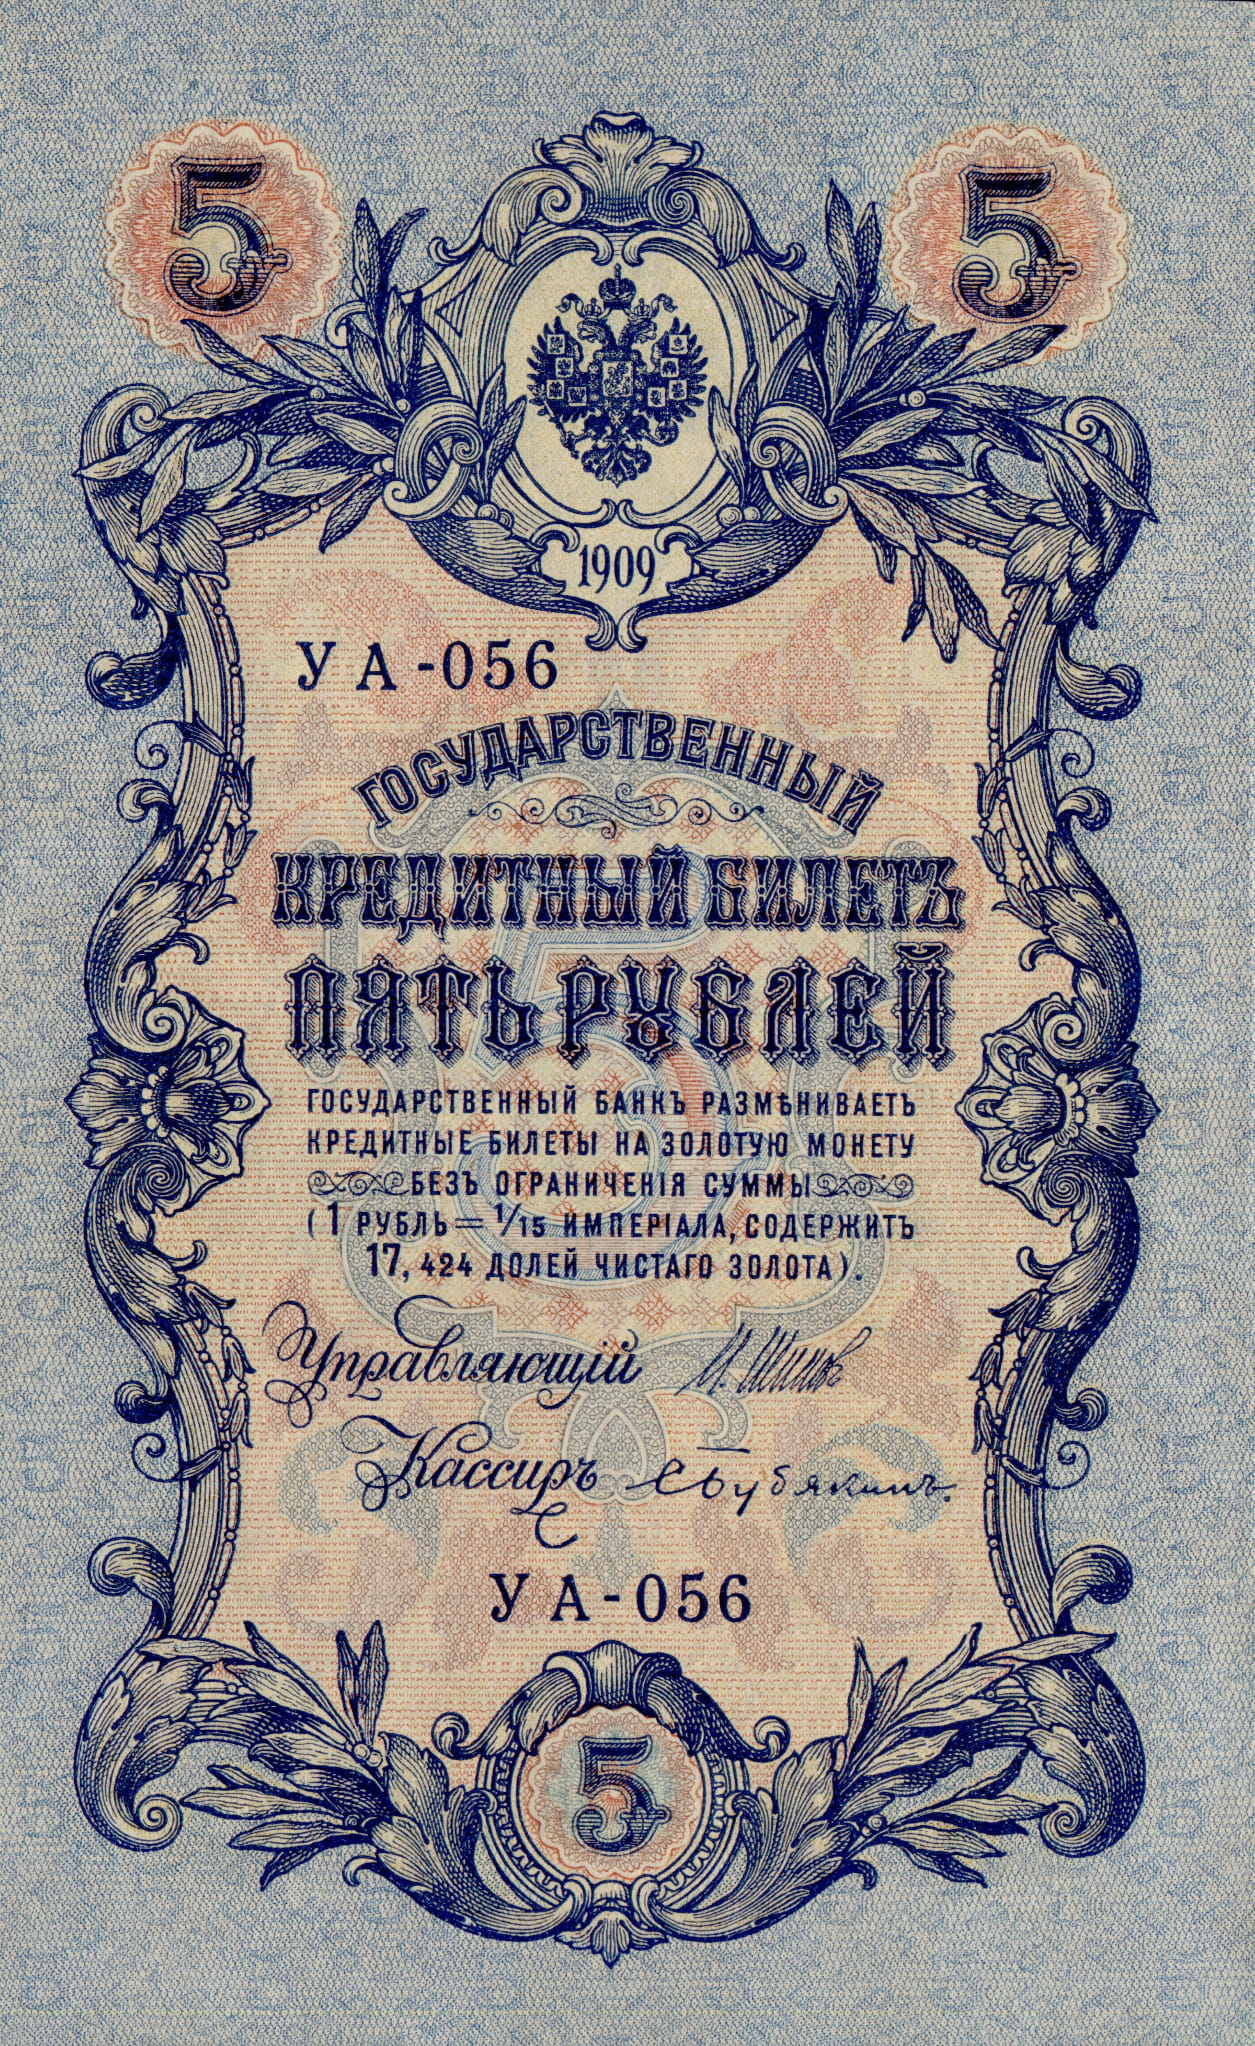 5 5
1909
УА-056
ГОСУДАРСТВЕННЫЙ
КРЕДИТНЫЙ БИЛЕТЪ
ПЯТЬ РУБЛЕЙ
ГОСУДАРСТВЕННЫЙ БАНКЪ РАЗМѢНИВАЕТЪ
КРЕДИТНЫЕ БИЛЕТЫ НА ЗОЛОТУЮ МОНЕТУ
БЕЗЪ ОГРАНИЧЕНІЯ СУММЫ
(1 РУБЛЬ = 1/15 ИМПЕРІАЛА, СОДЕРЖИТЪ
17,424 ДОЛЕЙ ЧИСТАГО ЗОЛОТА).
Управляющій И. Шиповъ
Кассиръ
УА-056
5